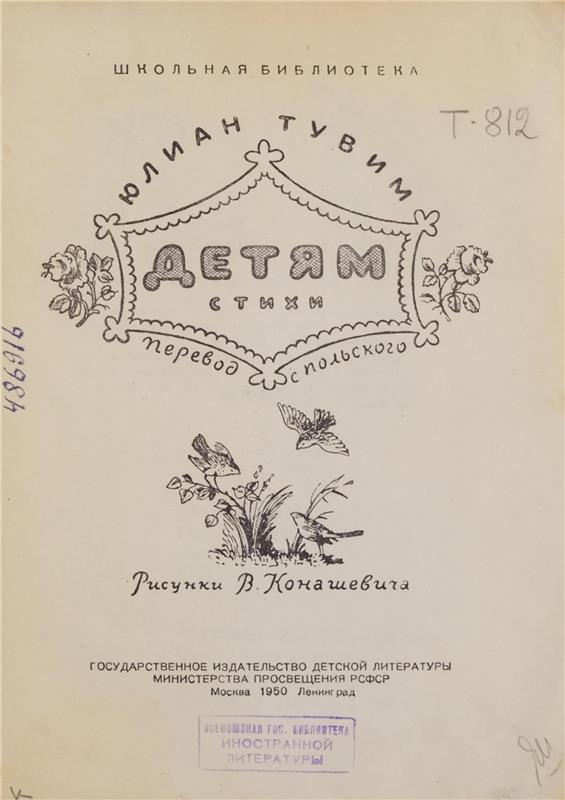 ШКОЛЬНАЯ БИБЛИОТЕКА
Т-812
ЮЛИАН ТУВИМ
ДЕТЯМ
СТИХИ
Перевод с польского
484916
Рисунки В. Конашевича
ГОСУДАРСТВЕННОЕ ИЗДАТЕЛЬСТВО ДЕТСКОЙ ЛИТЕРАТУРЫ
МИНИСТЕРСТВА ПРОСВЕЩЕНИЯ РСФСР
Москва 1950 Ленинград
ВСЕСОЮЗНАЯ ГОС. БИБЛИОТЕКА
ИНОСТРАННОЙ
ЛИТЕРАТУРЫ